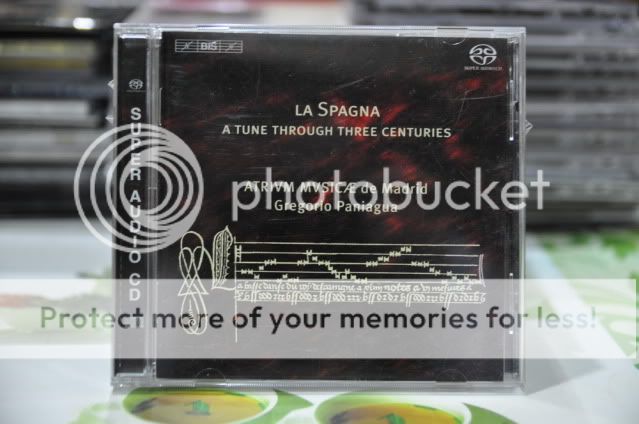 BIS
SUPER AUDIO CD
LA SPAGNA
A TUNE THROUGH THREE CENTURIES
ATRIVM MVSICÆ de Madrid
Gregorio Paniagua
photobucket
Protect more of your memories for less!